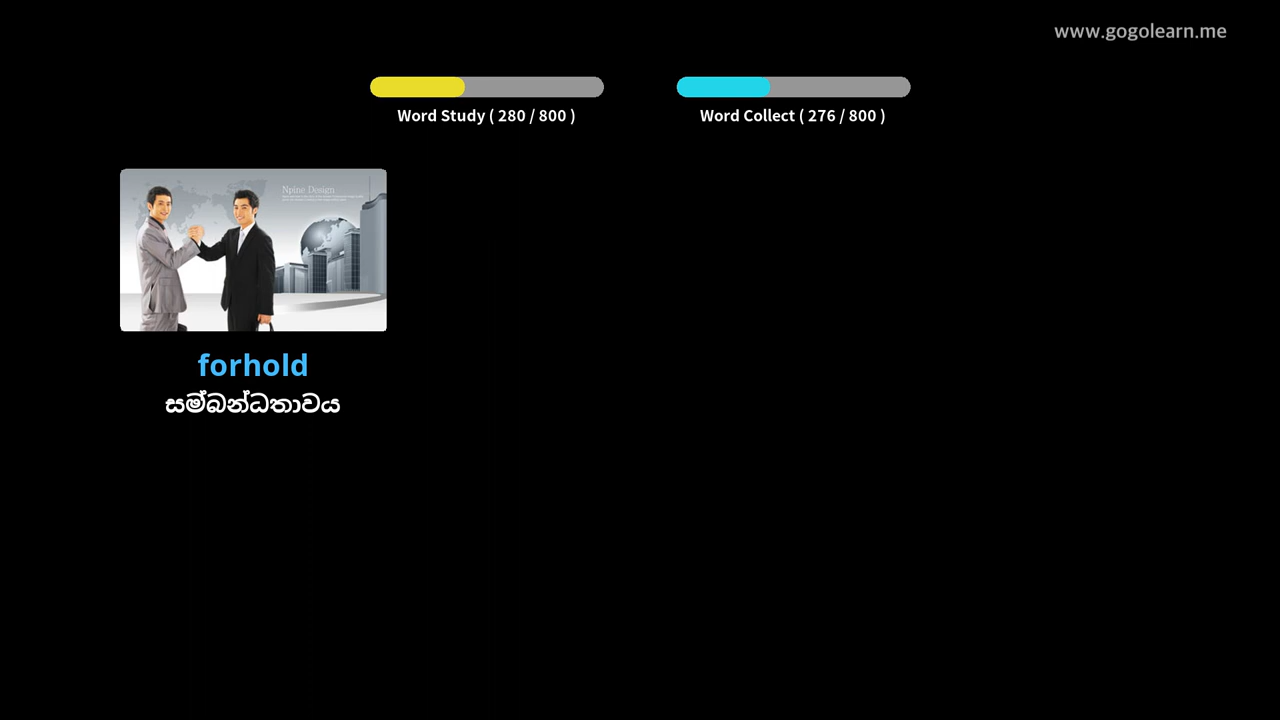 www.gogolearn.me
Word Study ( 280 / 800 )
Word Collect ( 276 / 800 )
Npine Design
forhold
සම්බන්ධතාවය